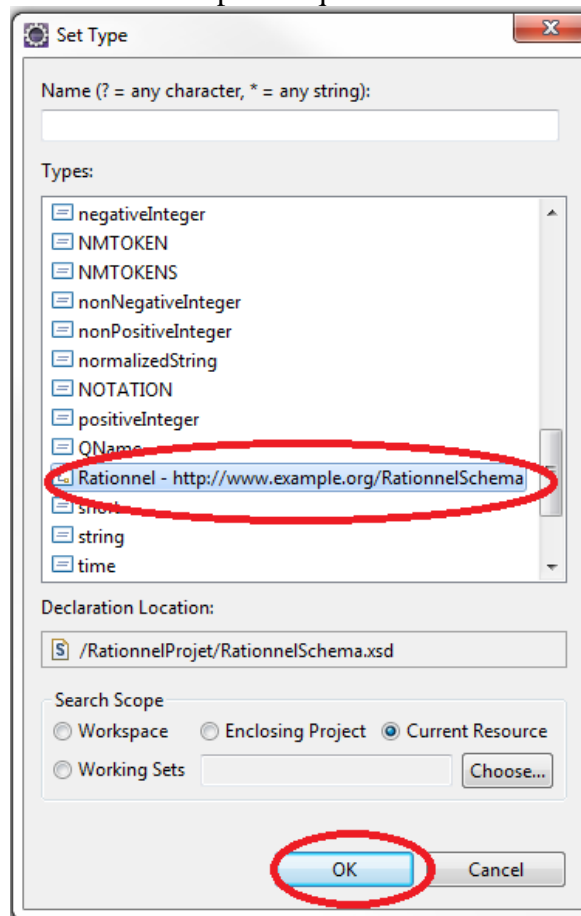 Set Type
Name (? = any character, * = any string):
Types:
negativeInteger
NMTOKEN
NMTOKENS
nonNegativeInteger
nonPositiveInteger
normalizedString
NOTATION
positiveInteger
QName
Rationnel - http://www.example.org/RationnelSchema
short
string
time
Declaration Location:
S /RationnelProjet/RationnelSchema.xsd
Search Scope
Workspace Enclosing Project Current Resource
Working Sets Choose...
OK Cancel